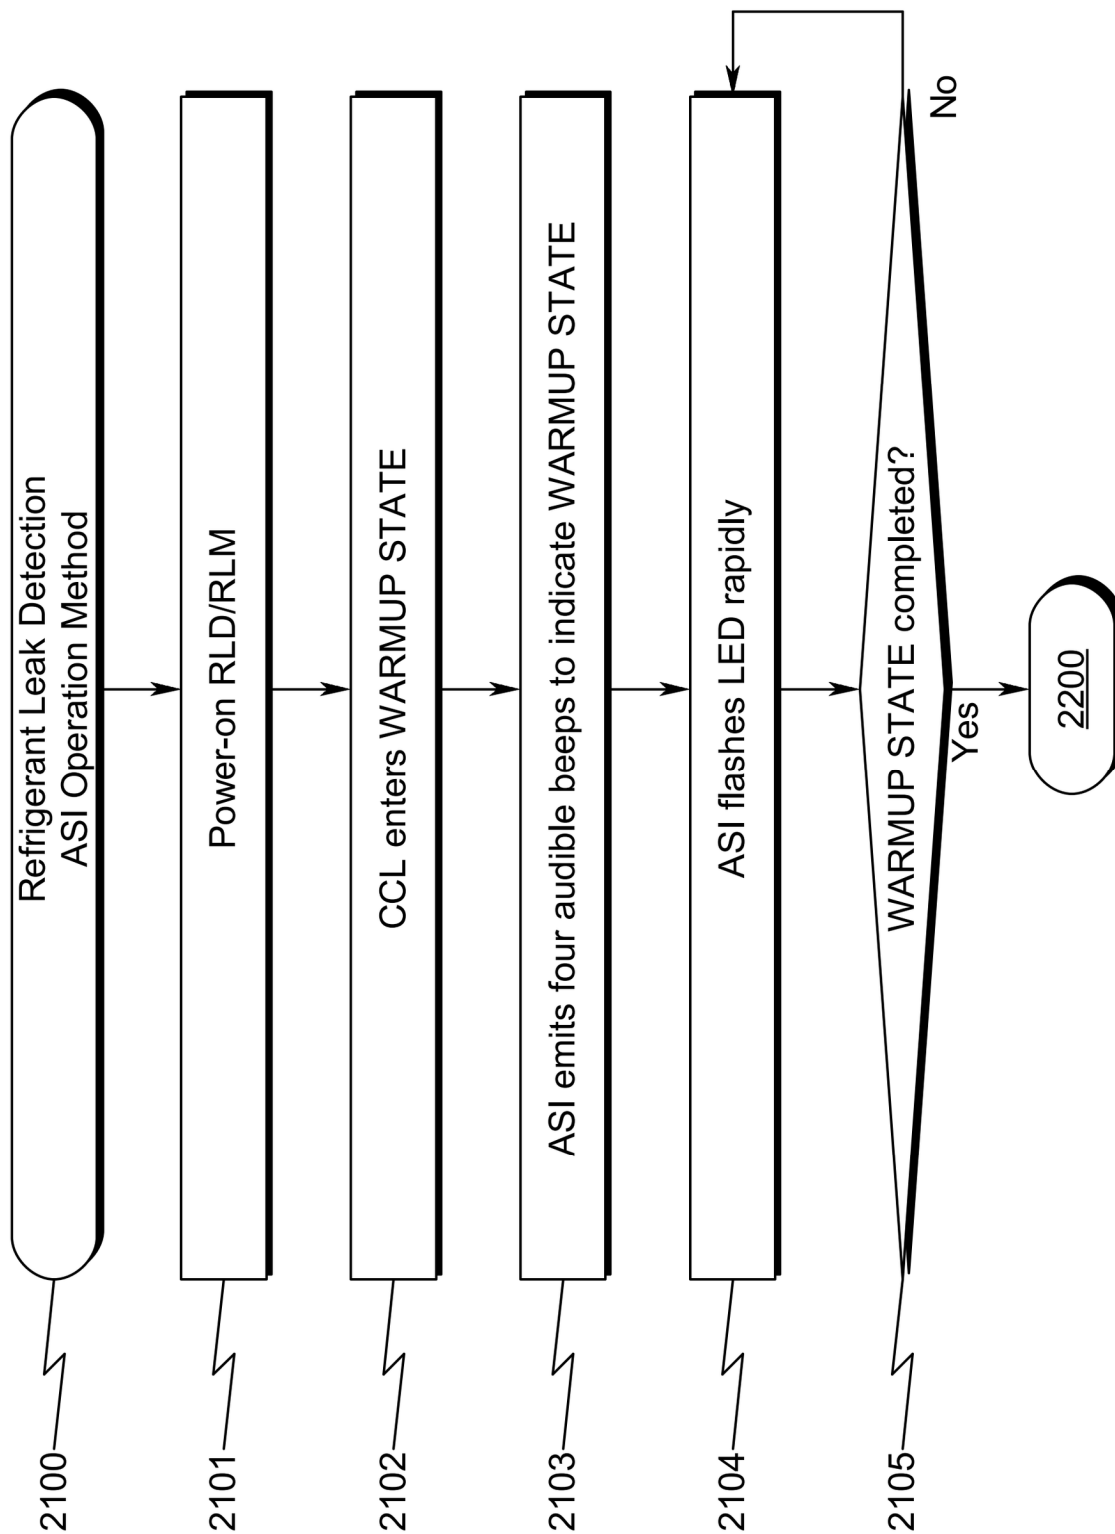 2100
Refrigerant Leak Detection
ASI Operation Method
2101
Power-on RLD/RLM
2102
CCL enters WARMUP STATE
2103
ASI emits four audible beeps to indicate WARMUP STATE
2104
ASI flashes LED rapidly
2105
WARMUP STATE completed?
No
Yes
2200